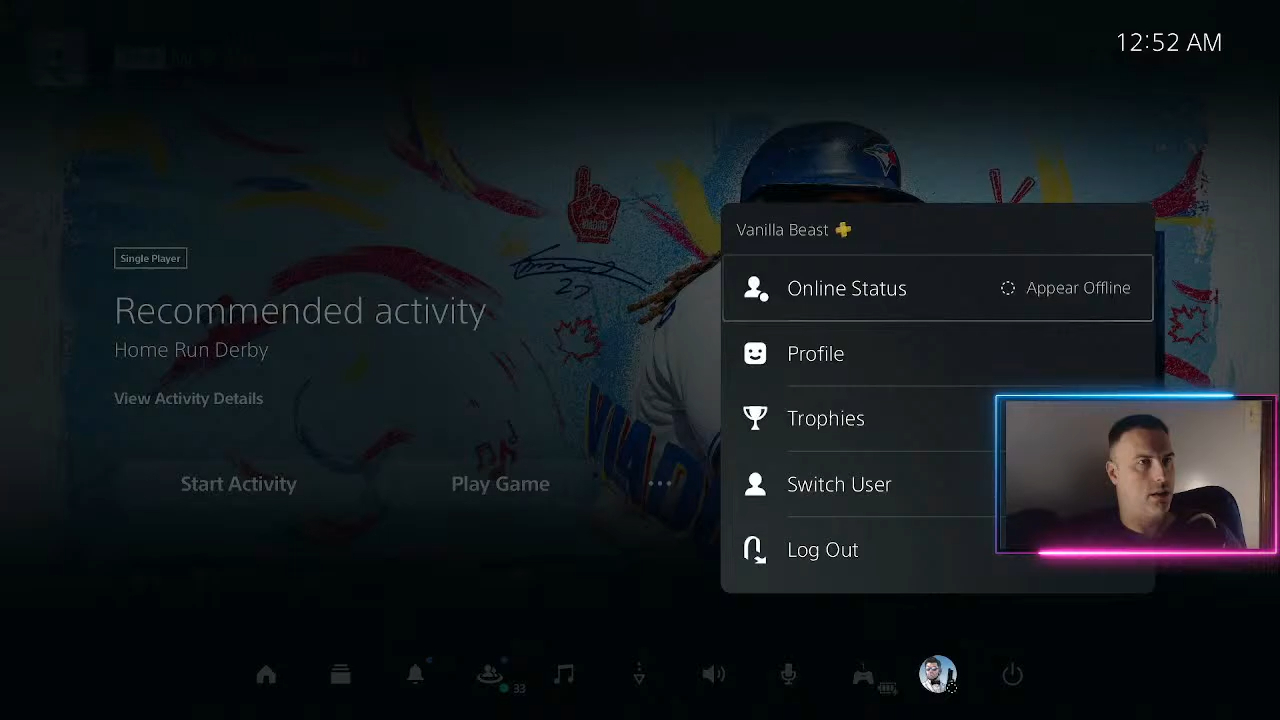 12:52 AM
Single Player
Recommended activity
Home Run Derby
View Activity Details
Start Activity
Play Game
Vanilla Beast
Online Status
Appear Offline
Profile
Trophies
Switch User
Log Out
33